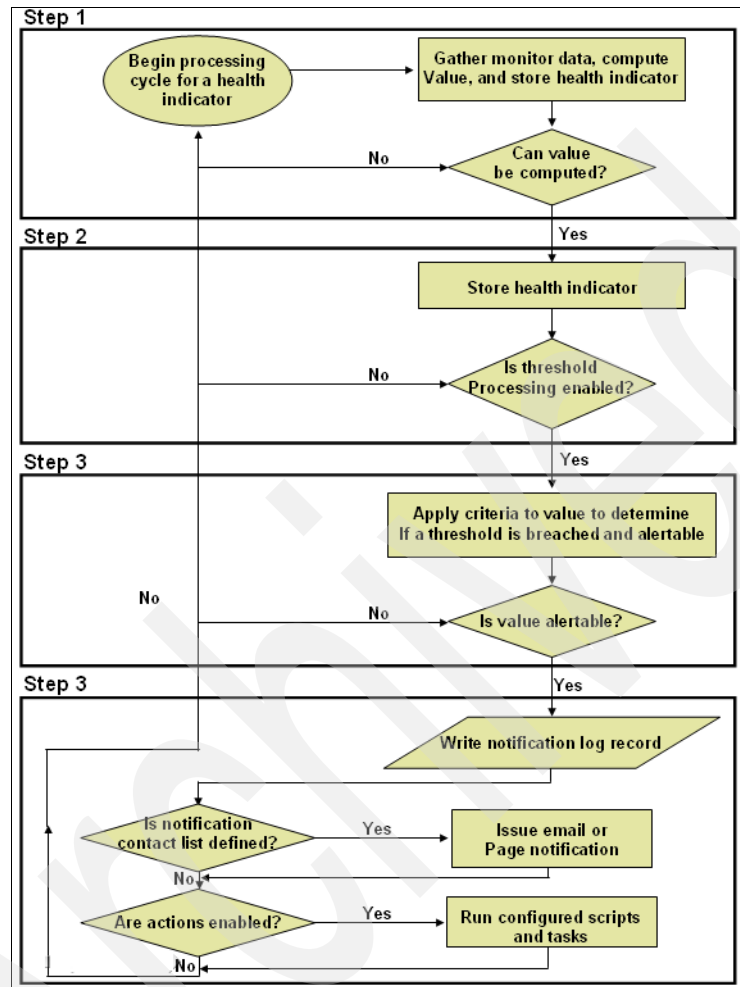 Step 1
Begin processing
cycle for a health
indicator
Gather monitor data, compute
Value, and store health indicator
No
Can value
be computed?
Yes
Step 2
Store health indicator
No
Is threshold
Processing enabled?
Yes
Step 3
Apply criteria to value to determine
If a threshold is breached and alertable
No
No
Is value alertable?
Yes
Step 3
Write notification log record
Is notification
contact list defined?
Yes
Issue email or
Page notification
No
Are actions enabled?
Yes
Run configured scripts
and tasks
No
Archived